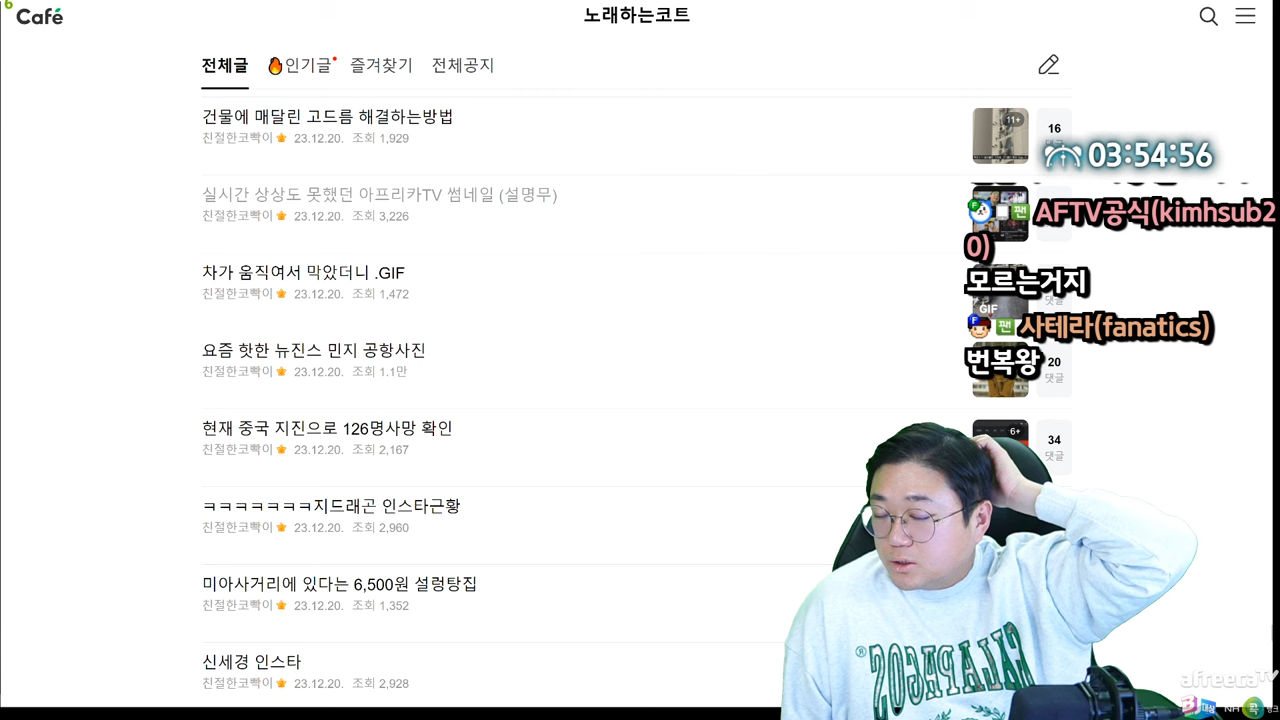 Café
노래하는코트
전체글 인기글 즐겨찾기 전체공지
건물에 매달린 고드름 해결하는방법
친절한코빡이 23.12.20. 조회 1,929
11+
16
03:54:56
실시간 상상도 못했던 아프리카TV 썸네일 (설명무)
친절한코빡이 23.12.20. 조회 3,226
팬 AFTV공식(kimhsub2
0)
차가 움직여서 막았더니 .GIF
친절한코빡이 23.12.20. 조회 1,472
모르는거지
GIF
댓글
팬 사테라(fanatics)
번복왕
요즘 핫한 뉴진스 민지 공항사진
친절한코빡이 23.12.20. 조회 1.1만
20
댓글
현재 중국 지진으로 126명사망 확인
친절한코빡이 23.12.20. 조회 2,167
6+
34
댓글
ㅋㅋㅋㅋㅋㅋㅋ지드래곤 인스타근황
친절한코빡이 23.12.20. 조회 2,960
미아사거리에 있다는 6,500원 설렁탕집
친절한코빡이 23.12.20. 조회 1,352
신세경 인스타
친절한코빡이 23.12.20. 조회 2,928
GALAPAGOS
afreecaTV
대상 NH 콕 뱅크